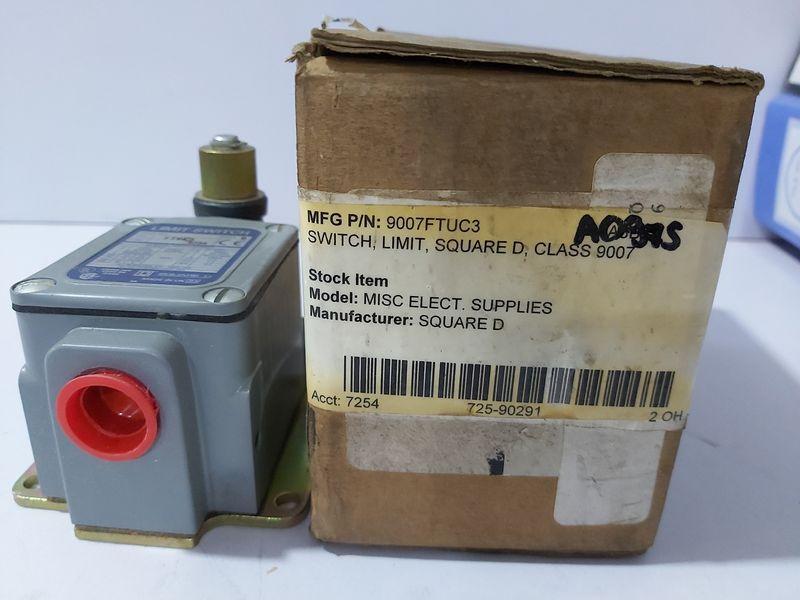 LIMIT SWITCH
MFG P/N: 9007FTUC3
SWITCH, LIMIT, SQUARE D, CLASS 9007
Stock Item
Model: MISC ELECT. SUPPLIES
Manufacturer: SQUARE D
Acct: 7254 725-90291 2 OH